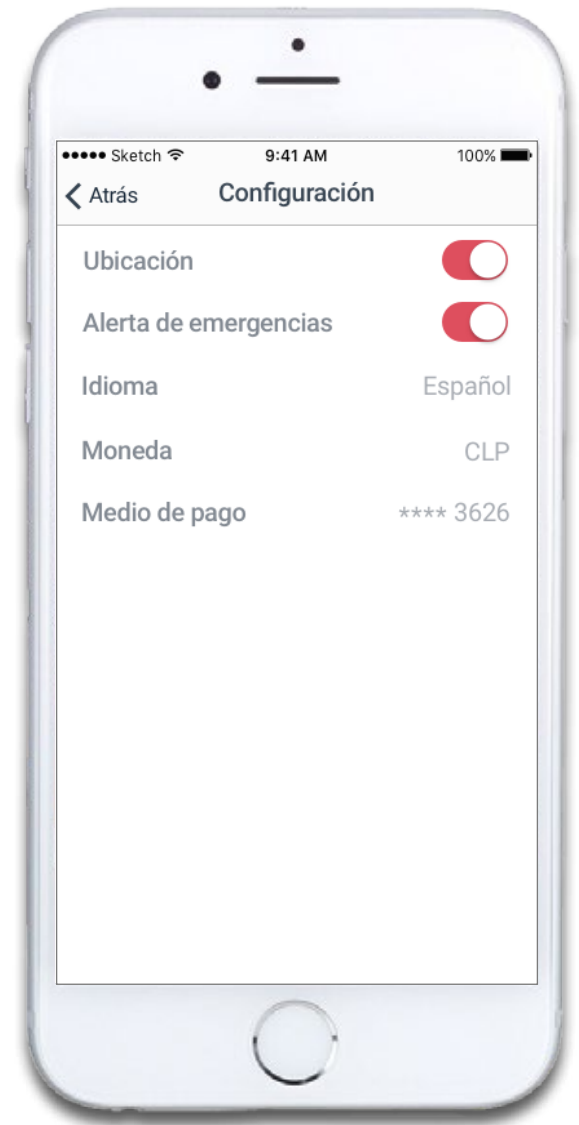 ●●●●● Sketch 9:41 AM 100%
Atrás Configuración
Ubicación
Alerta de emergencias
Idioma Español
Moneda CLP
Medio de pago **** 3626